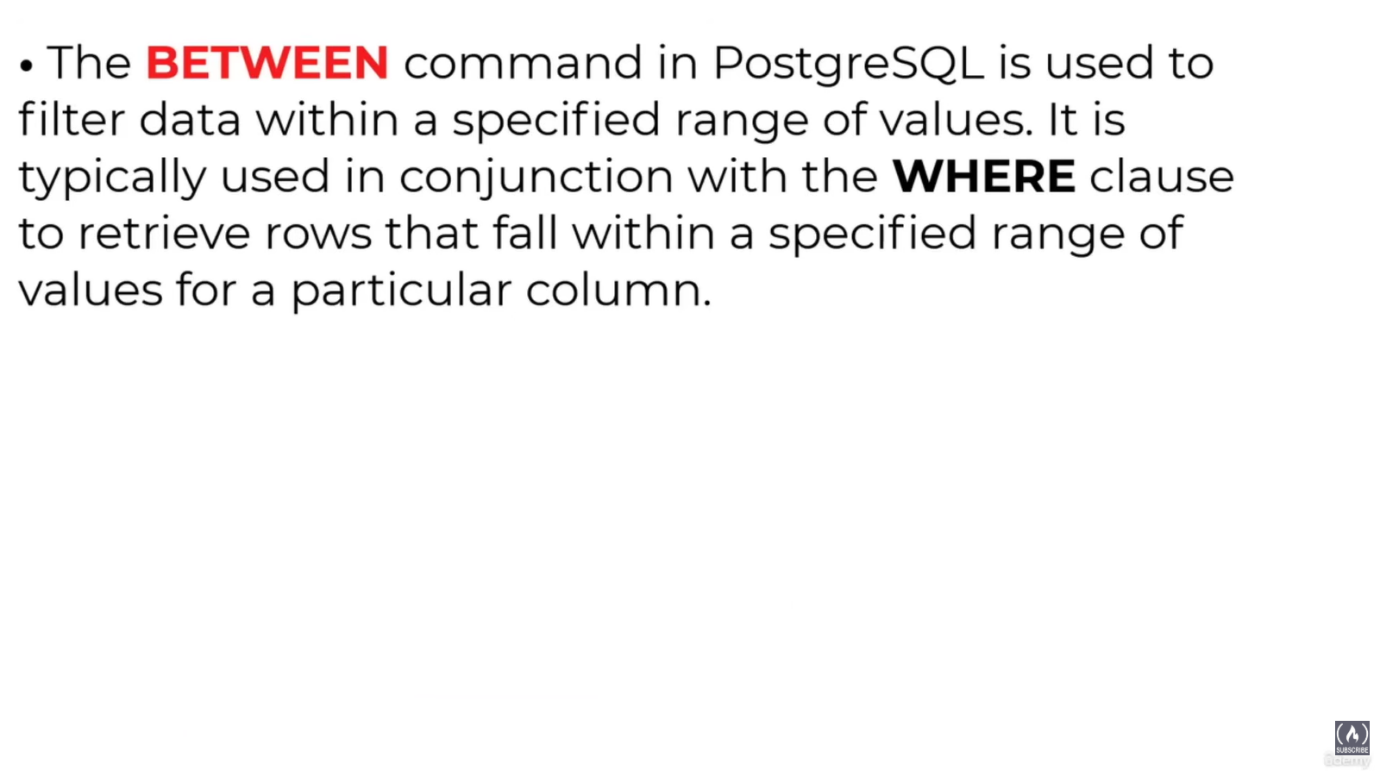 • The BETWEEN command in PostgreSQL is used to
filter data within a specified range of values. It is
typically used in conjunction with the WHERE clause
to retrieve rows that fall within a specified range of
values for a particular column.
SUBSCRIBE